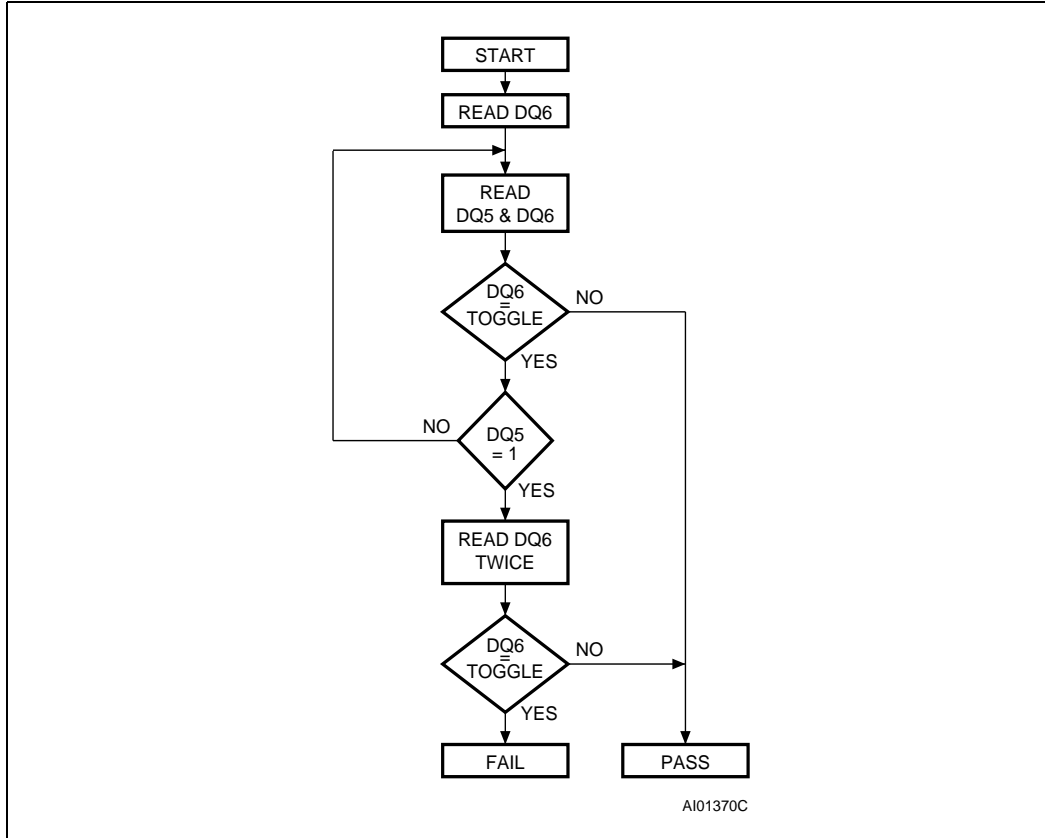 START
READ DQ6
READ
DQ5 & DQ6
DQ6
=
TOGGLE
NO
YES
NO
DQ5
= 1
YES
READ DQ6
TWICE
DQ6
=
TOGGLE
NO
YES
FAIL
PASS
AI01370C